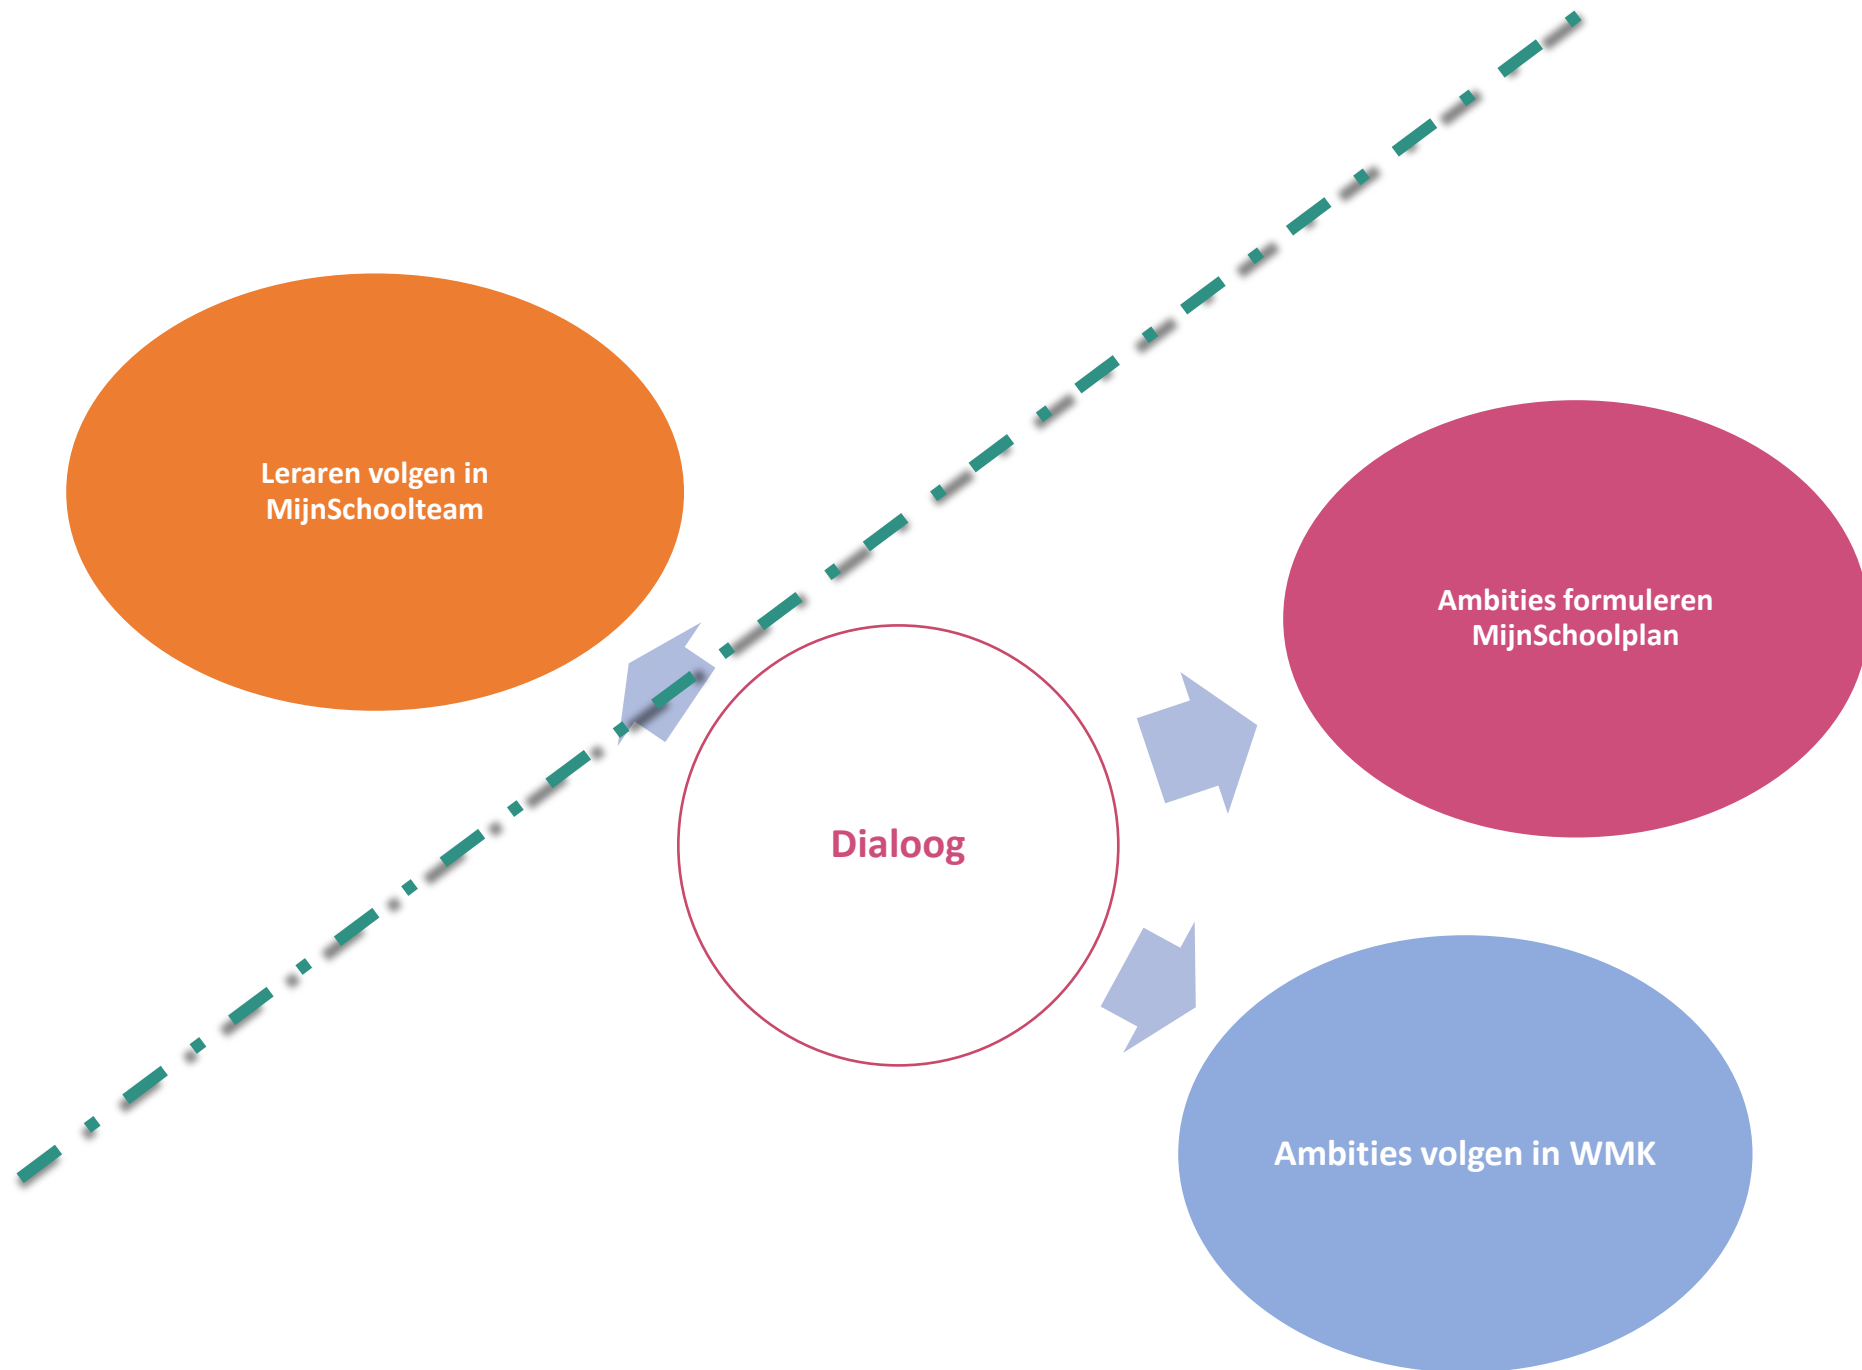 Leraren volgen in
MijnSchoolteam
Ambities formuleren
MijnSchoolplan
Dialoog
Ambities volgen in WMK